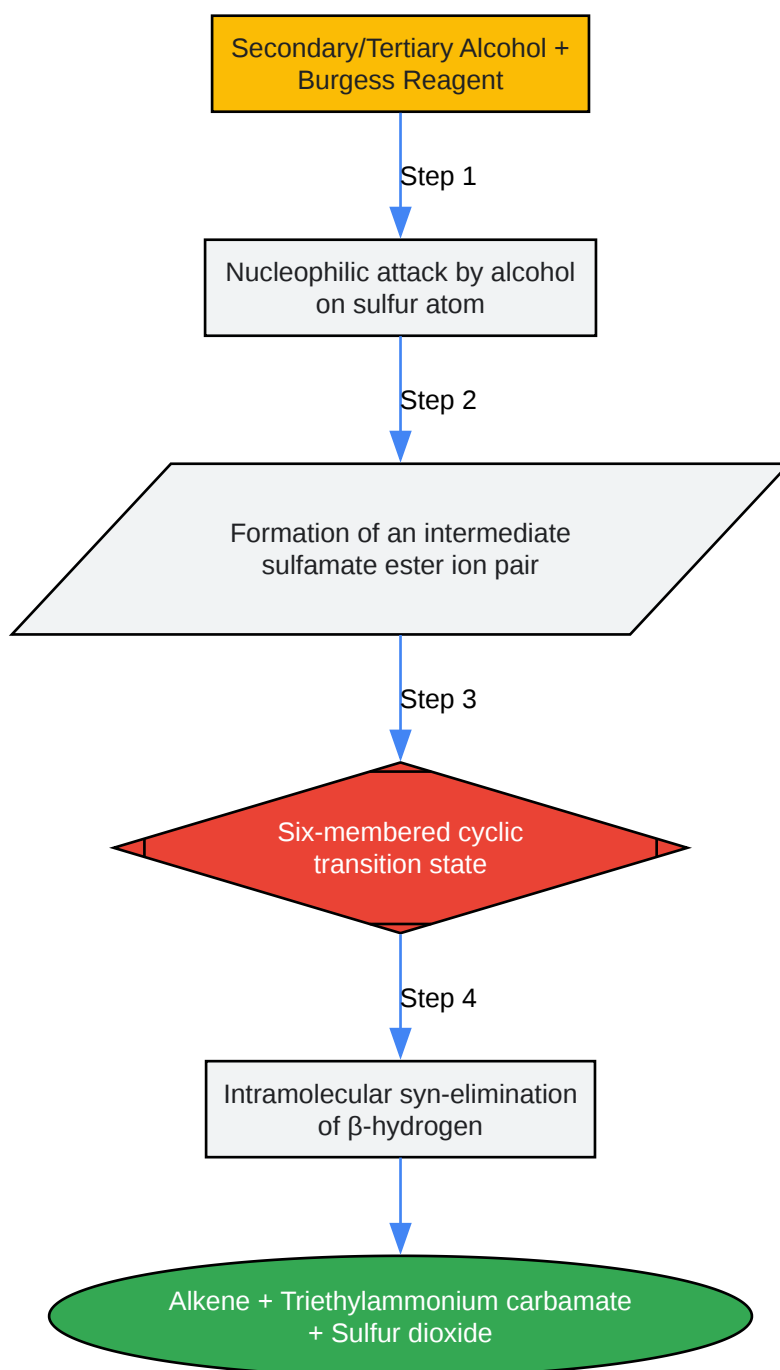 Secondary/Tertiary Alcohol +
Burgess Reagent
Step 1
Nucleophilic attack by alcohol
on sulfur atom
Step 2
Formation of an intermediate
sulfamate ester ion pair
Step 3
Six-membered cyclic
transition state
Step 4
Intramolecular syn-elimination
of β-hydrogen
Alkene + Triethylammonium carbamate
+ Sulfur dioxide